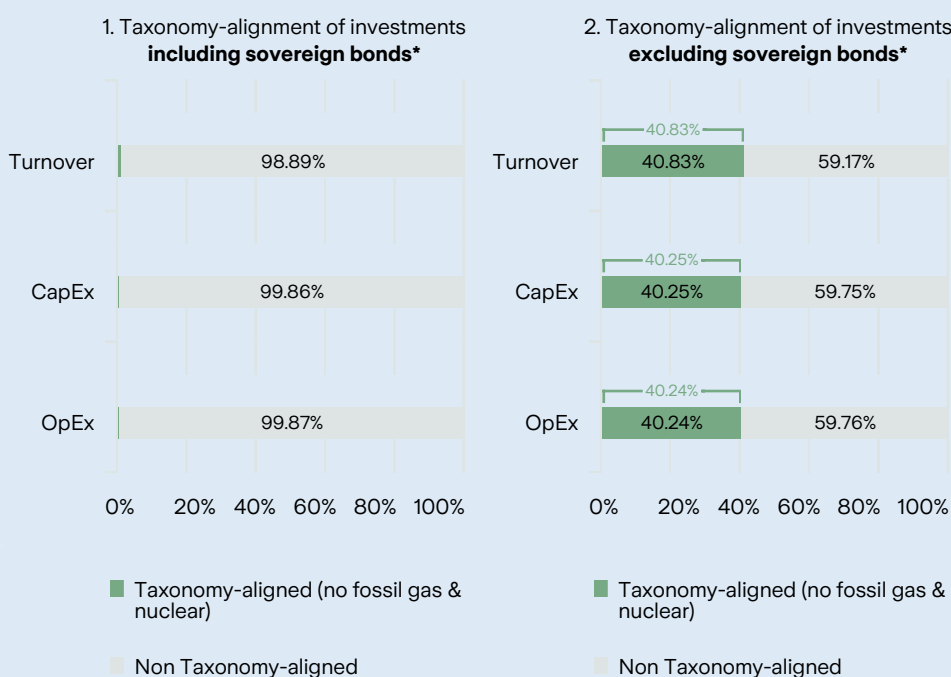 1. Taxonomy-alignment of investments
including sovereign bonds*
Turnover
98.89%
CapEx
99.86%
OpEx
99.87%
0% 20% 40% 60% 80% 100%
Taxonomy-aligned (no fossil gas &
nuclear)
Non Taxonomy-aligned
2. Taxonomy-alignment of investments
excluding sovereign bonds*
40.83%
Turnover
40.83%
59.17%
40.25%
CapEx
40.25%
59.75%
40.24%
OpEx
40.24%
59.76%
0% 20% 40% 60% 80% 100%
Taxonomy-aligned (no fossil gas &
nuclear)
Non Taxonomy-aligned